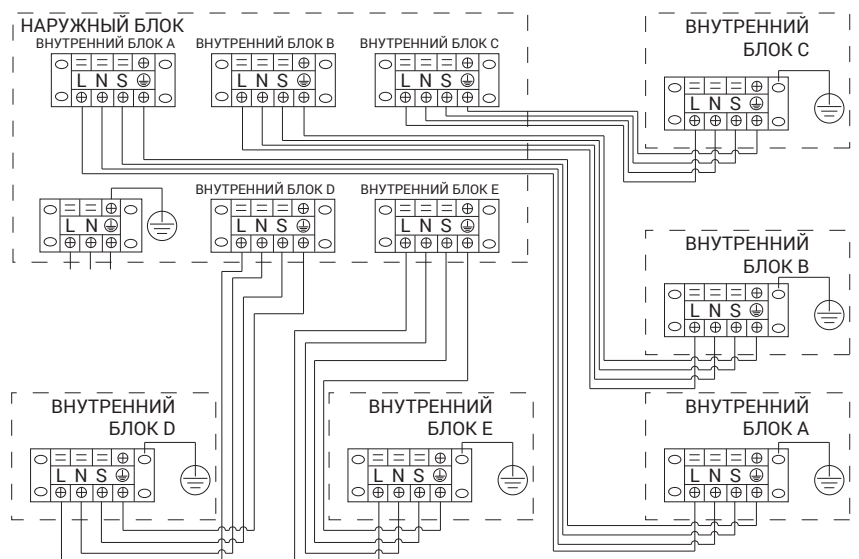 НАРУЖНЫЙ БЛОК
ВНУТРЕННИЙ БЛОК A
ВНУТРЕННИЙ БЛОК B
ВНУТРЕННИЙ БЛОК C
L N S
L N S
L N S
ВНУТРЕННИЙ
БЛОК C
L N S
ВНУТРЕННИЙ БЛОК D
ВНУТРЕННИЙ БЛОК E
L N
L N S
L N S
ВНУТРЕННИЙ
БЛОК B
L N S
ВНУТРЕННИЙ
БЛОК D
L N S
ВНУТРЕННИЙ
БЛОК E
L N S
ВНУТРЕННИЙ
БЛОК A
L N S